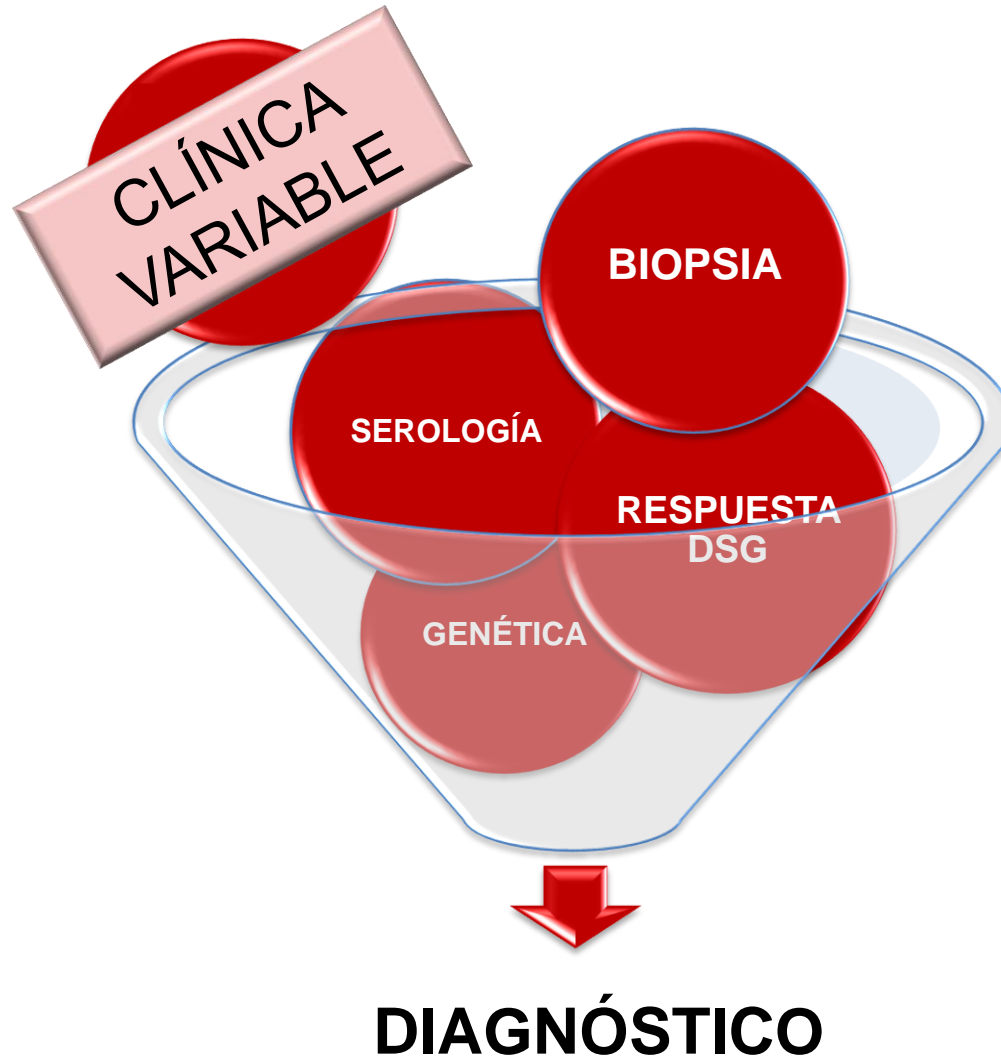 CLÍNICA
VARIABLE
BIOPSIA
SEROLOGÍA
RESPUESTA
DSG
GENÉTICA
DIAGNÓSTICO